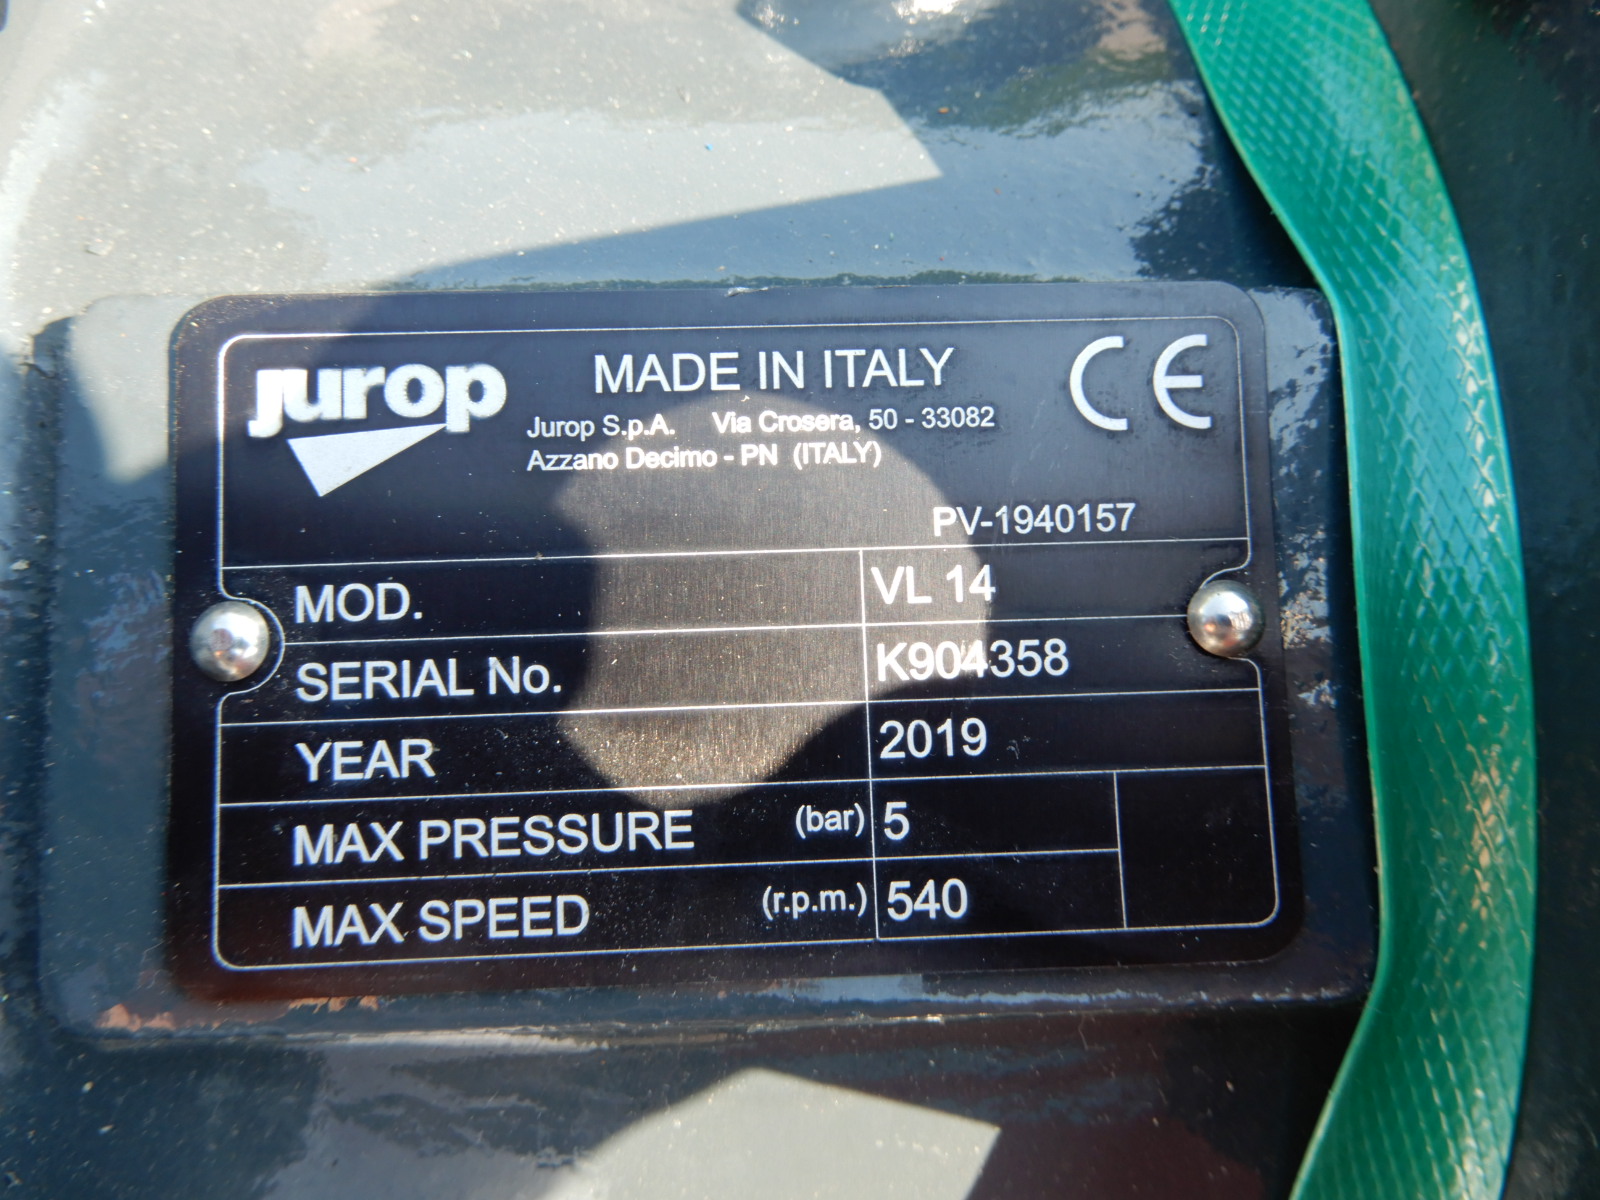 jurop
MADE IN ITALY
CE
Jurop S.p.A. Via Crosera, 50 - 33082
Azzano Decimo - PN (ITALY)
PV-1940157
MOD. VL 14
SERIAL No. K904358
YEAR 2019
MAX PRESSURE (bar) 5
MAX SPEED (r.p.m.) 540